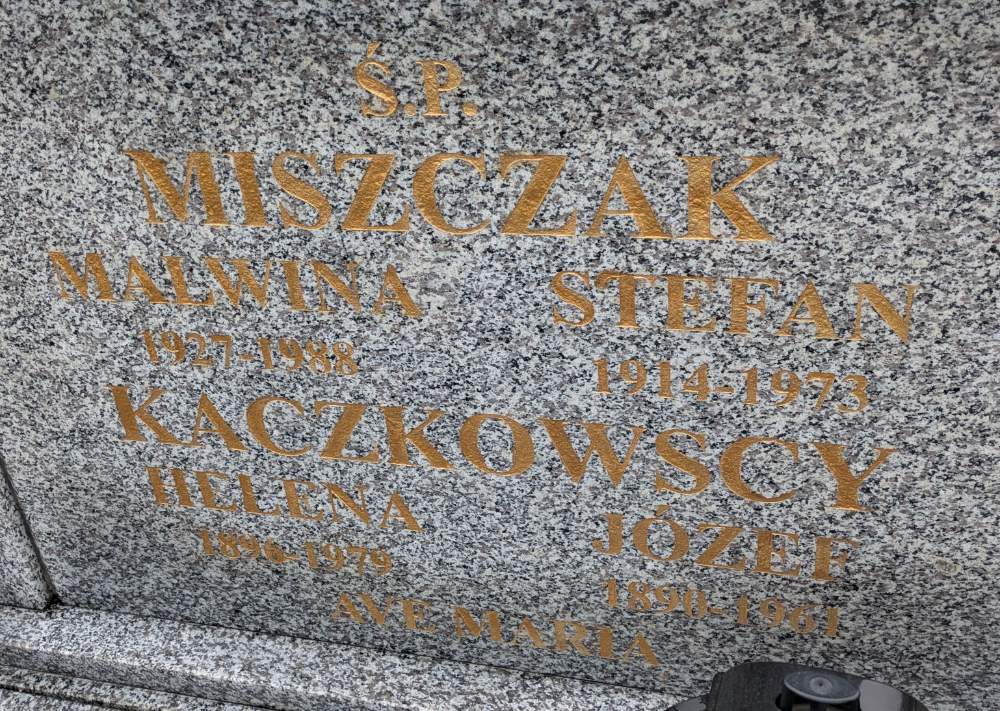 Ś.P.
MISZCZAK
MALWINA STEFAN
1927-1988 1914-1973
KACZKOWSCY
HELENA JÓZEF
1896-1979 1890-1961
AVE MARIA